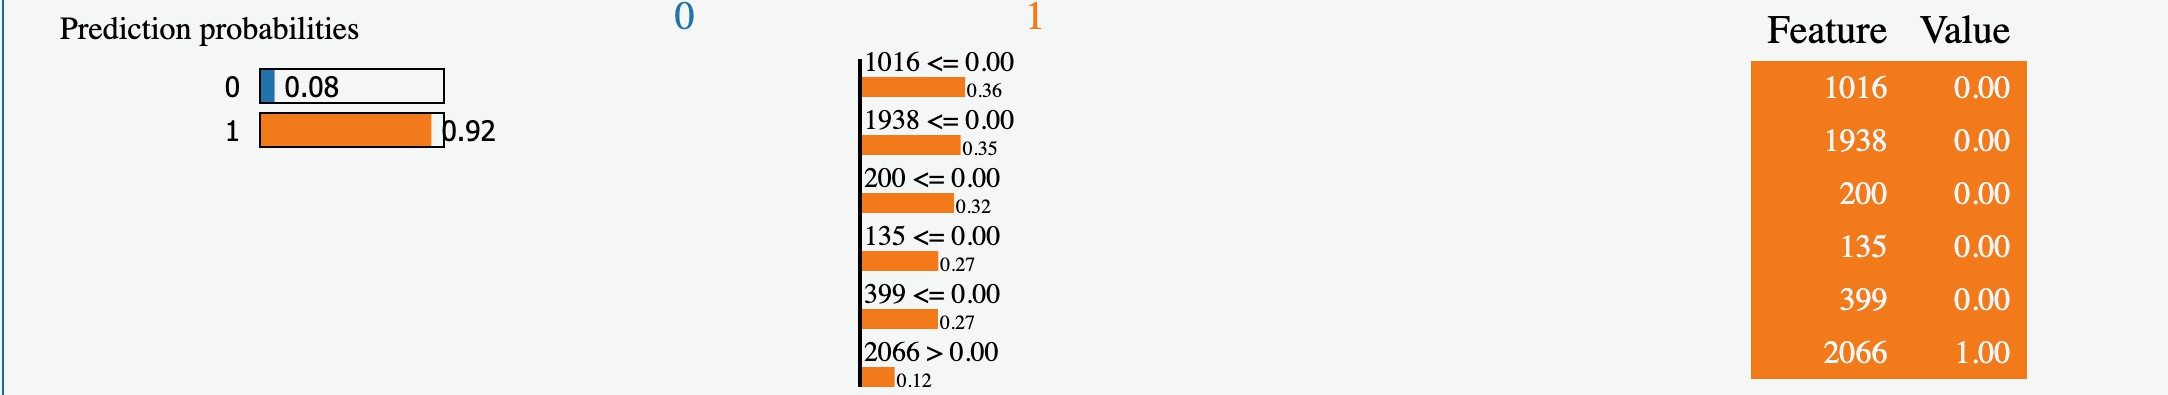 Prediction probabilities
0 0.08
1 0.92
0 1
1016 <= 0.00
0.36
1938 <= 0.00
0.35
200 <= 0.00
0.32
135 <= 0.00
0.27
399 <= 0.00
0.27
2066 > 0.00
0.12
Feature Value
1016 0.00
1938 0.00
200 0.00
135 0.00
399 0.00
2066 1.00